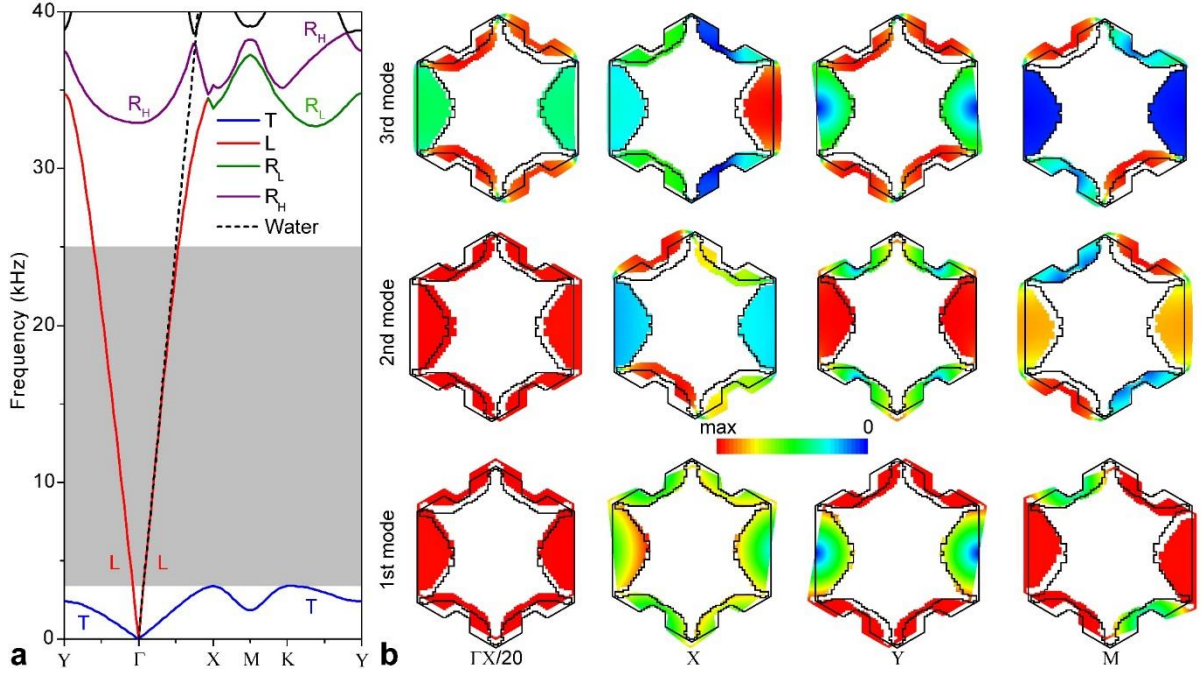 40
30
20
10
0
Frequency (kHz)
R_H
R_H
R_L
T
L
R_L
R_H
Water
L
L
T
T
Y
Γ
X
M
K
Y
a
b
3rd mode
2nd mode
max
0
1st mode
ΓX/20
X
Y
M